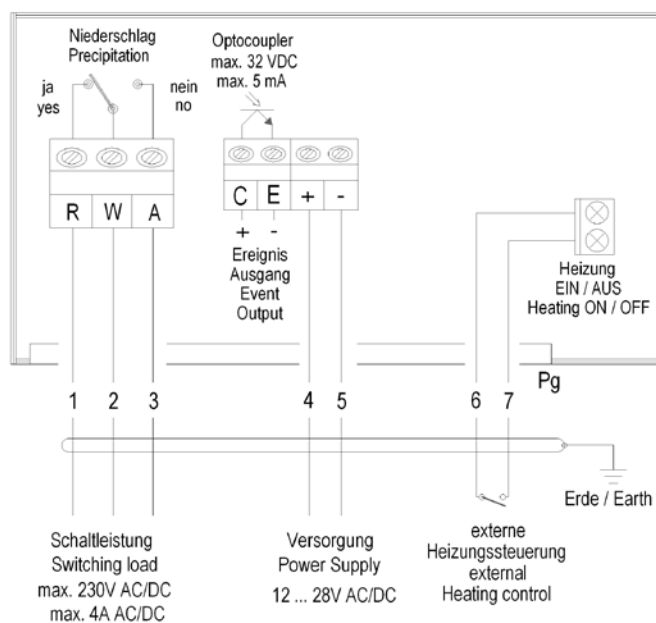 Niederschlag
Precipitation
ja
yes
nein
no
Optocoupler
max. 32 VDC
max. 5 mA
R W A
C E + -
+ -
Ereignis
Ausgang
Event
Output
Heizung
EIN / AUS
Heating ON / OFF
Pg
1 2 3 4 5 6 7
Erde / Earth
Schaltleistung
Switching load
max. 230V AC/DC
max. 4A AC/DC
Versorgung
Power Supply
12 ... 28V AC/DC
externe
Heizungssteuerung
external
Heating control